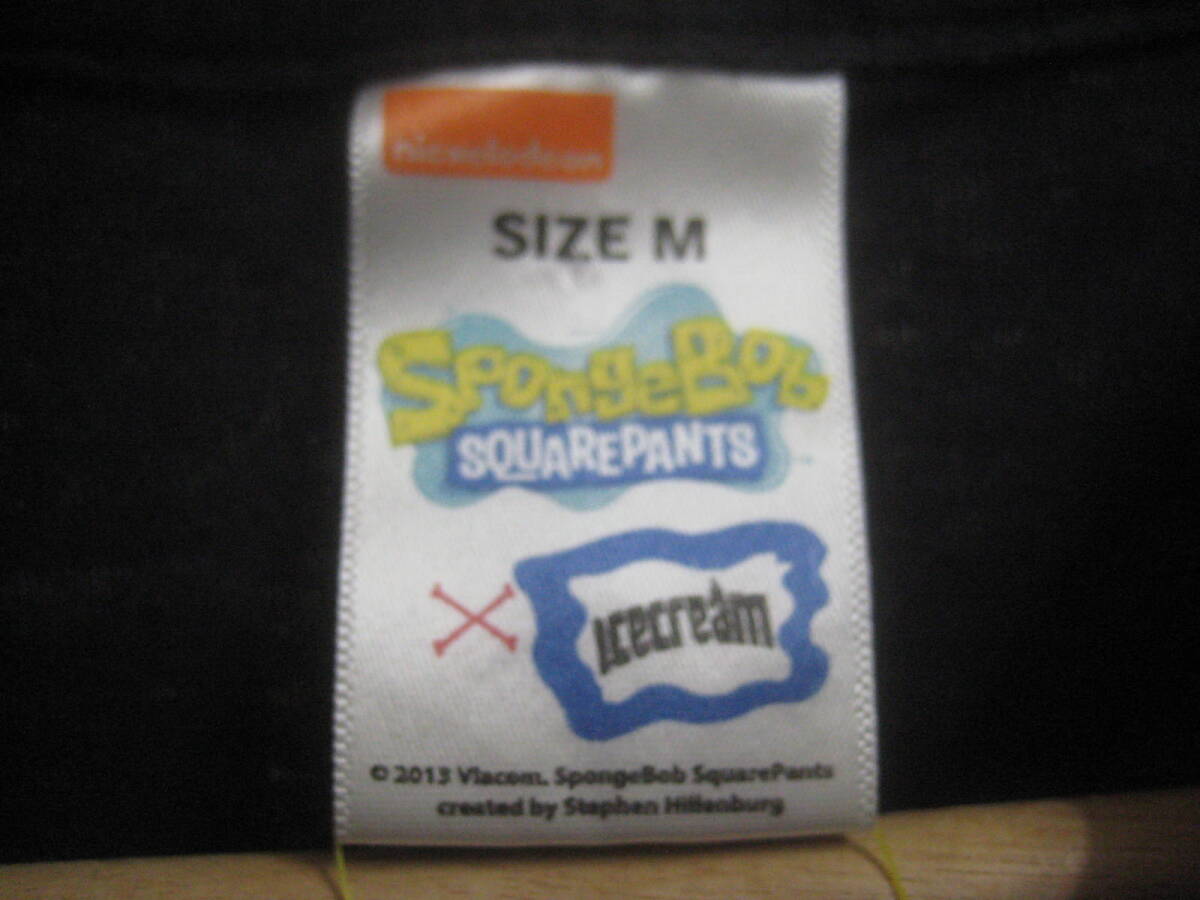 nickelodeon
SIZE M
SPONGEBOB
SQUAREPANTS
icecream
© 2013 Viacom. SpongeBob SquarePants
created by Stephen Hillenburg